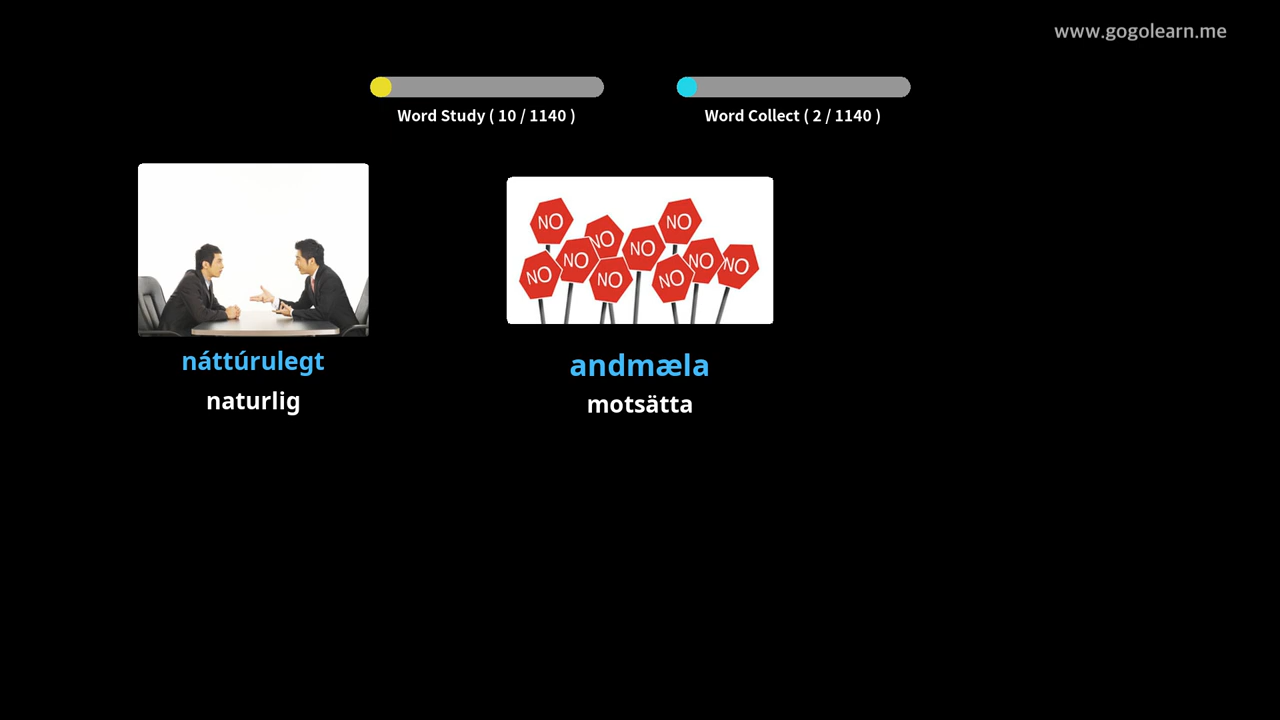 www.gogolearn.me
Word Study ( 10 / 1140 )
Word Collect ( 2 / 1140 )
NO
NO
NO
NO
NO
NO
NO
NO
NO
NO
náttúrulegt
naturlig
andmæla
motsätta